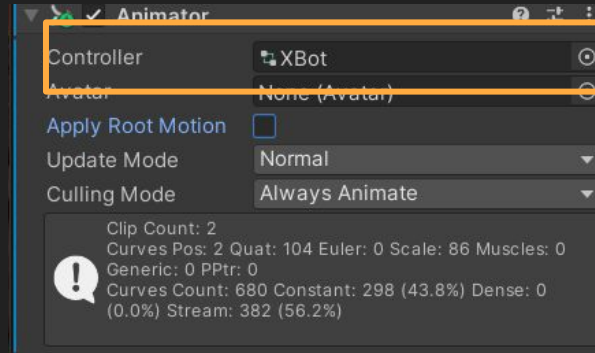 Animator
Controller XBot
Avatar None (Avatar)
Apply Root Motion
Update Mode Normal
Culling Mode Always Animate
Clip Count: 2
Curves Pos: 2 Quat: 104 Euler: 0 Scale: 86 Muscles: 0
Generic: 0 PPtr: 0
Curves Count: 680 Constant: 298 (43.8%) Dense: 0
(0.0%) Stream: 382 (56.2%)